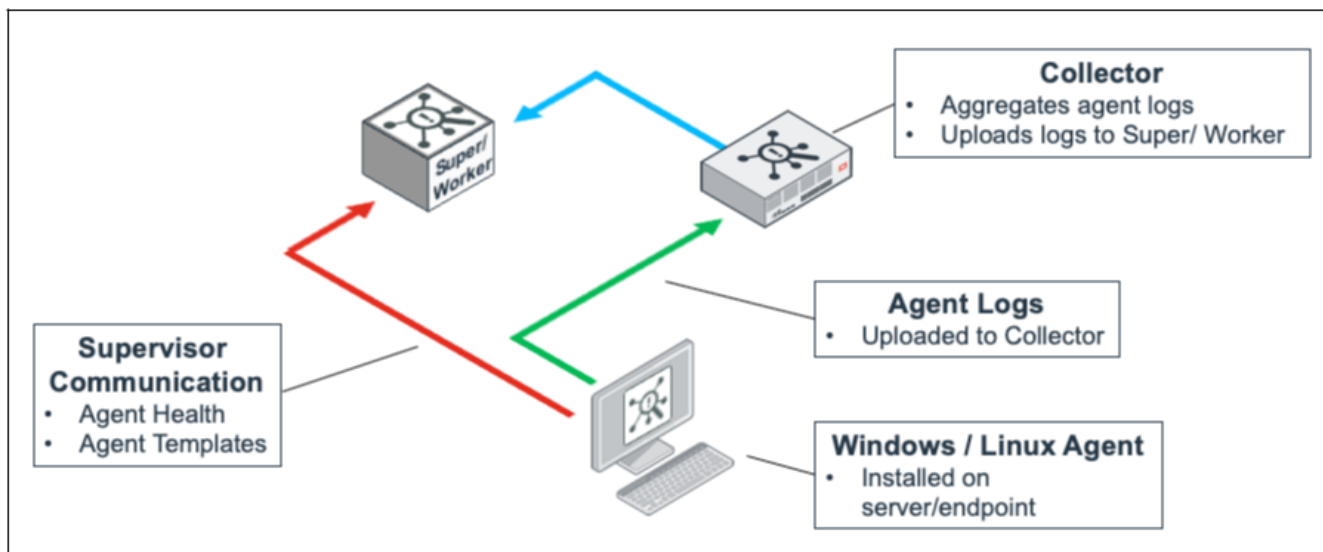 Collector
• Aggregates agent logs
• Uploads logs to Super/ Worker
Super/
Worker
Agent Logs
• Uploaded to Collector
Supervisor
Communication
• Agent Health
• Agent Templates
Windows / Linux Agent
• Installed on
server/endpoint